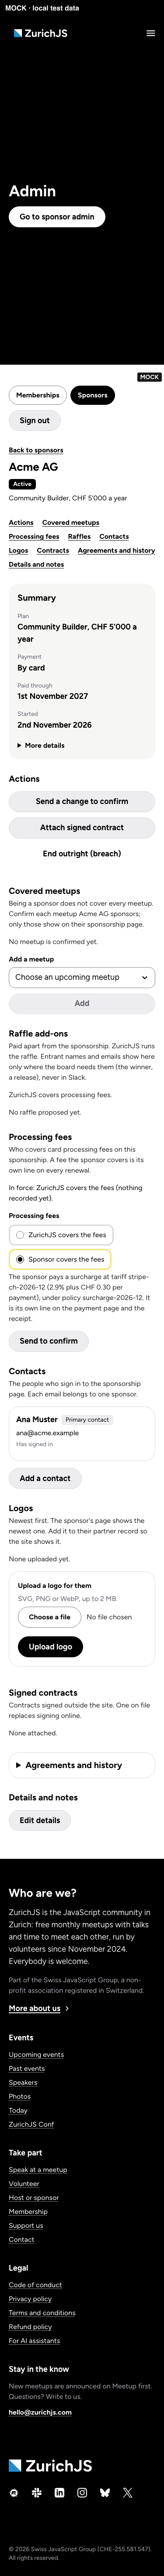 MOCK · local test data
ZurichJS
Admin
Go to sponsor admin
MOCK
Memberships
Sponsors
Sign out
Back to sponsors
Acme AG
Active
Community Builder, CHF 5'000 a year
Actions Covered meetups
Processing fees Raffles Contacts
Logos Contracts Agreements and history
Details and notes
Summary
Plan
Community Builder, CHF 5'000 a
year
Payment
By card
Paid through
1st November 2027
Started
2nd November 2026
More details
Actions
Send a change to confirm
Attach signed contract
End outright (breach)
Covered meetups
Being a sponsor does not cover every meetup.
Confirm each meetup Acme AG sponsors;
only these show on their sponsorship page.
No meetup is confirmed yet.
Add a meetup
Choose an upcoming meetup
Add
Raffle add-ons
Paid apart from the sponsorship. ZurichJS runs
the raffle. Entrant names and emails show here
only where the board needs them (the winner,
a release), never in Slack.
ZurichJS covers processing fees.
No raffle proposed yet.
Processing fees
Who covers card processing fees on this
sponsorship. A fee the sponsor covers is its
own line on every renewal.
In force: ZurichJS covers the fees (nothing
recorded yet).
Processing fees
ZurichJS covers the fees
Sponsor covers the fees
The sponsor pays a surcharge at tariff stripe-
ch-2026-12 (2.9% plus CHF 0.30 per
payment), under policy surcharge-2026-12. It
is its own line on the payment page and the
receipt.
Send to confirm
Contacts
The people who sign in to the sponsorship
page. Each email belongs to one sponsor.
Ana Muster Primary contact
ana@acme.example
Has signed in
Add a contact
Logos
Newest first. The sponsor's page shows the
newest one. Add it to their partner record so
the site shows it.
None uploaded yet.
Upload a logo for them
SVG, PNG or WebP, up to 2 MB.
Choose a file No file chosen
Upload logo
Signed contracts
Contracts signed outside the site. One on file
replaces signing online.
None attached.
Agreements and history
Details and notes
Edit details
Who are we?
ZurichJS is the JavaScript community in
Zurich: free monthly meetups with talks
and time to meet each other, run by
volunteers since November 2024.
Everybody is welcome.
Part of the Swiss JavaScript Group, a non-
profit association registered in Switzerland.
More about us
Events
Upcoming events
Past events
Speakers
Photos
Today
ZurichJS Conf
Take part
Speak at a meetup
Volunteer
Host or sponsor
Membership
Support us
Contact
Legal
Code of conduct
Privacy policy
Terms and conditions
Refund policy
For AI assistants
Stay in the know
New meetups are announced on Meetup first.
Questions? Write to us.
hello@zurichjs.com
ZurichJS
© 2026 Swiss JavaScript Group (CHE-255.581.547).
All rights reserved.